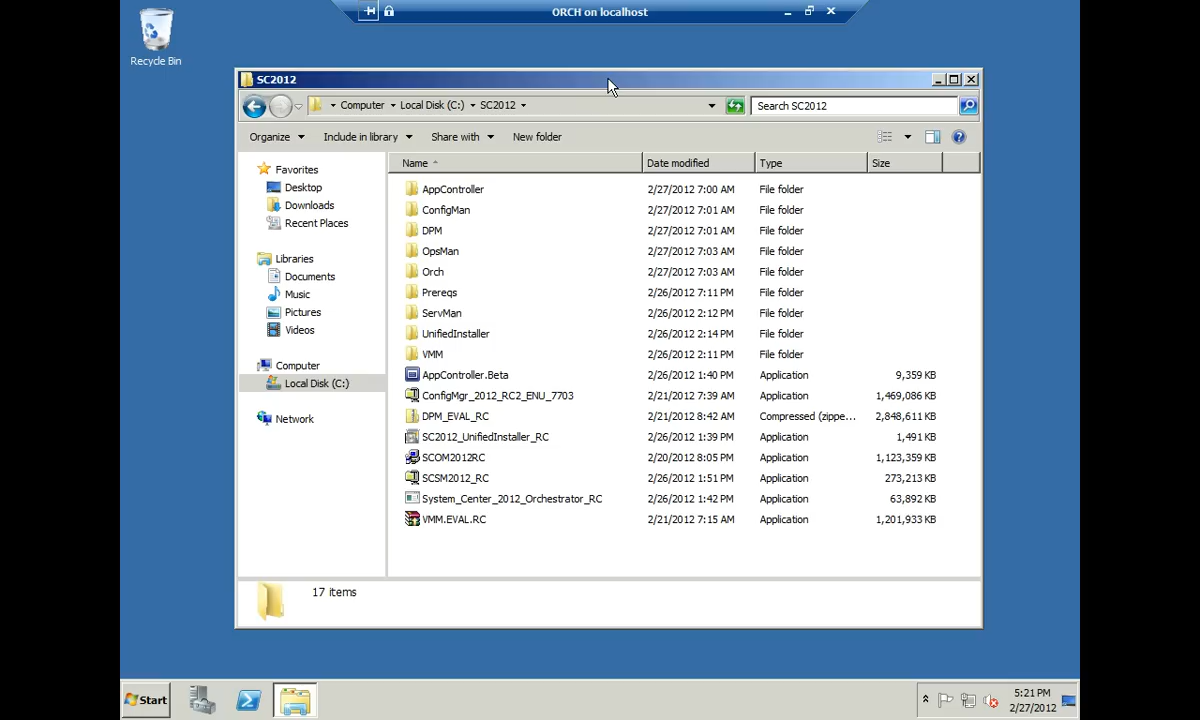 ORCH on localhost
Recycle Bin
SC2012
Computer Local Disk (C:) SC2012
Search SC2012
Organize Include in library Share with New folder
Name Date modified Type Size
Favorites
Desktop
Downloads
Recent Places
Libraries
Documents
Music
Pictures
Videos
Computer
Local Disk (C:)
Network
AppController 2/27/2012 7:00 AM File folder
ConfigMan 2/27/2012 7:01 AM File folder
DPM 2/27/2012 7:01 AM File folder
OpsMan 2/27/2012 7:03 AM File folder
Orch 2/27/2012 7:03 AM File folder
Prereqs 2/26/2012 7:11 PM File folder
ServMan 2/26/2012 2:12 PM File folder
UnifiedInstaller 2/26/2012 2:14 PM File folder
VMM 2/26/2012 2:11 PM File folder
AppController.Beta 2/26/2012 1:40 PM Application 9,359 KB
ConfigMgr_2012_RC2_ENU_7703 2/21/2012 7:39 AM Application 1,469,086 KB
DPM_EVAL_RC 2/21/2012 8:42 AM Compressed (zippe... 2,848,611 KB
SC2012_UnifiedInstaller_RC 2/26/2012 1:39 PM Application 1,491 KB
SCOM2012RC 2/20/2012 8:05 PM Application 1,123,359 KB
SCSM2012_RC 2/26/2012 1:51 PM Application 273,213 KB
System_Center_2012_Orchestrator_RC 2/26/2012 1:42 PM Application 63,892 KB
VMM.EVAL.RC 2/21/2012 7:15 AM Application 1,201,933 KB
17 items
Start
5:21 PM
2/27/2012